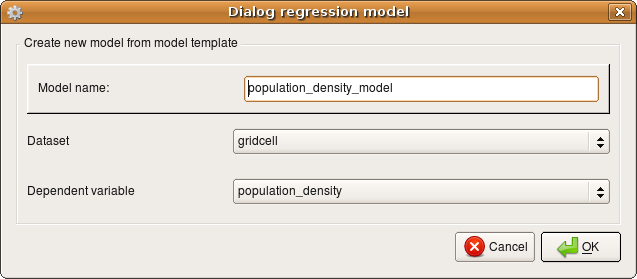 Dialog regression model
Create new model from model template
Model name: population_density_model
Dataset gridcell
Dependent variable population_density
Cancel OK